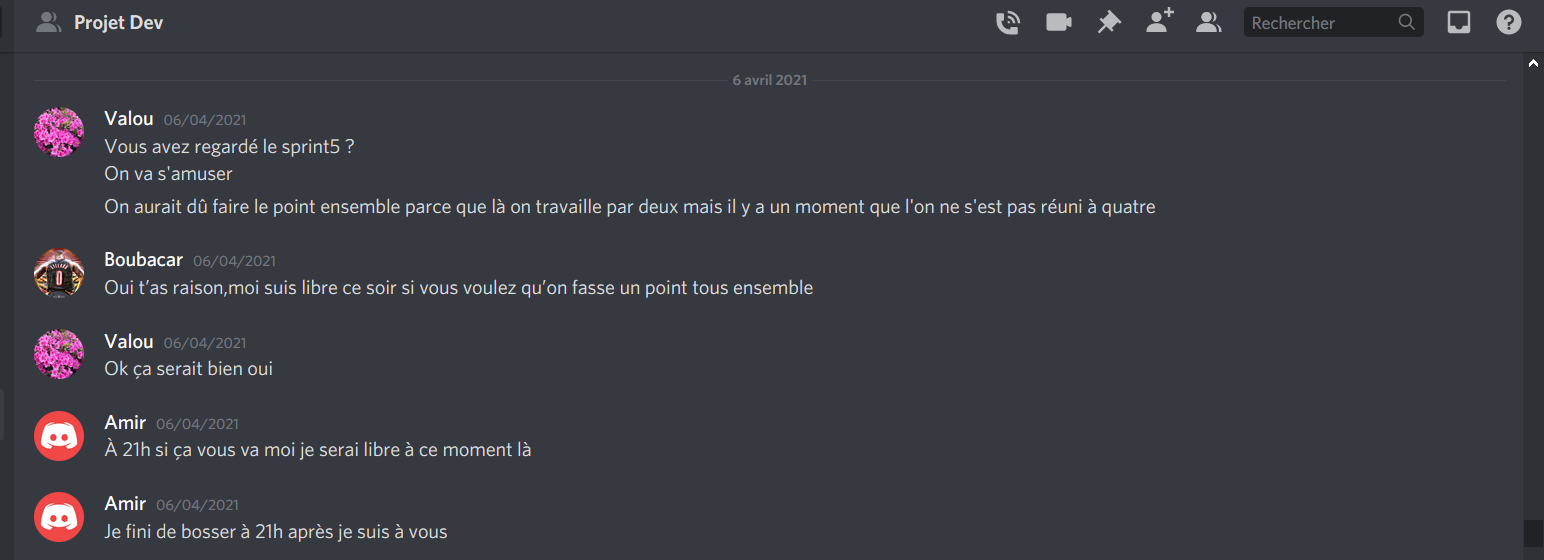 Projet Dev
Rechercher
6 avril 2021
Valou 06/04/2021
Vous avez regardé le sprint5 ?
On va s'amuser
On aurait dû faire le point ensemble parce que là on travaille par deux mais il y a un moment que l'on ne s'est pas réuni à quatre
Boubacar 06/04/2021
Oui t’as raison,moi suis libre ce soir si vous voulez qu’on fasse un point tous ensemble
Valou 06/04/2021
Ok ça serait bien oui
Amir 06/04/2021
À 21h si ça vous va moi je serai libre à ce moment là
Amir 06/04/2021
Je fini de bosser à 21h après je suis à vous